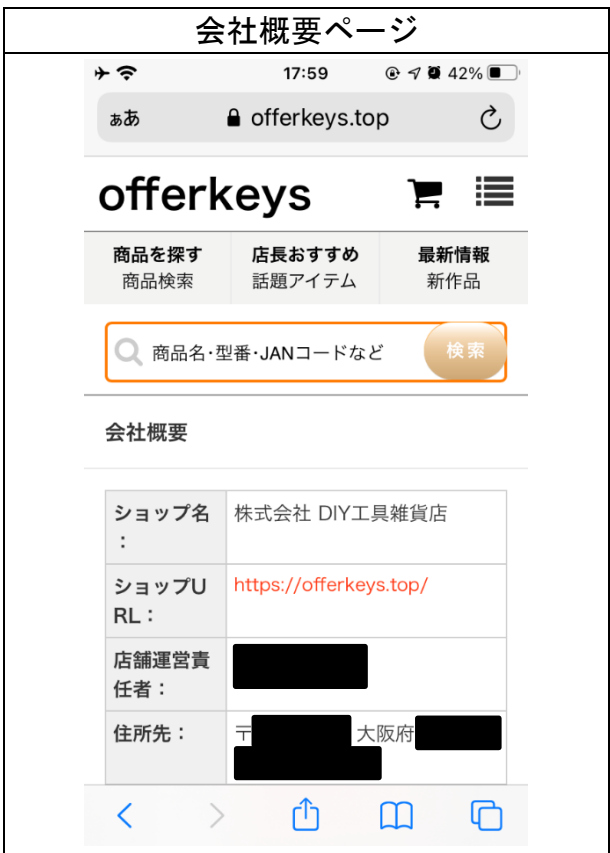 会社概要ページ
17:59
42%
ぁあ
offerkeys.top
offerkeys
商品を探す
商品検索
店長おすすめ
話題アイテム
最新情報
新作品
商品名・型番・JANコードなど
検索
会社概要
ショップ名
：
株式会社 DIY工具雑貨店
ショップU
RL：
https://offerkeys.top/
店舗運営責
任者：
住所先：
〒 大阪府